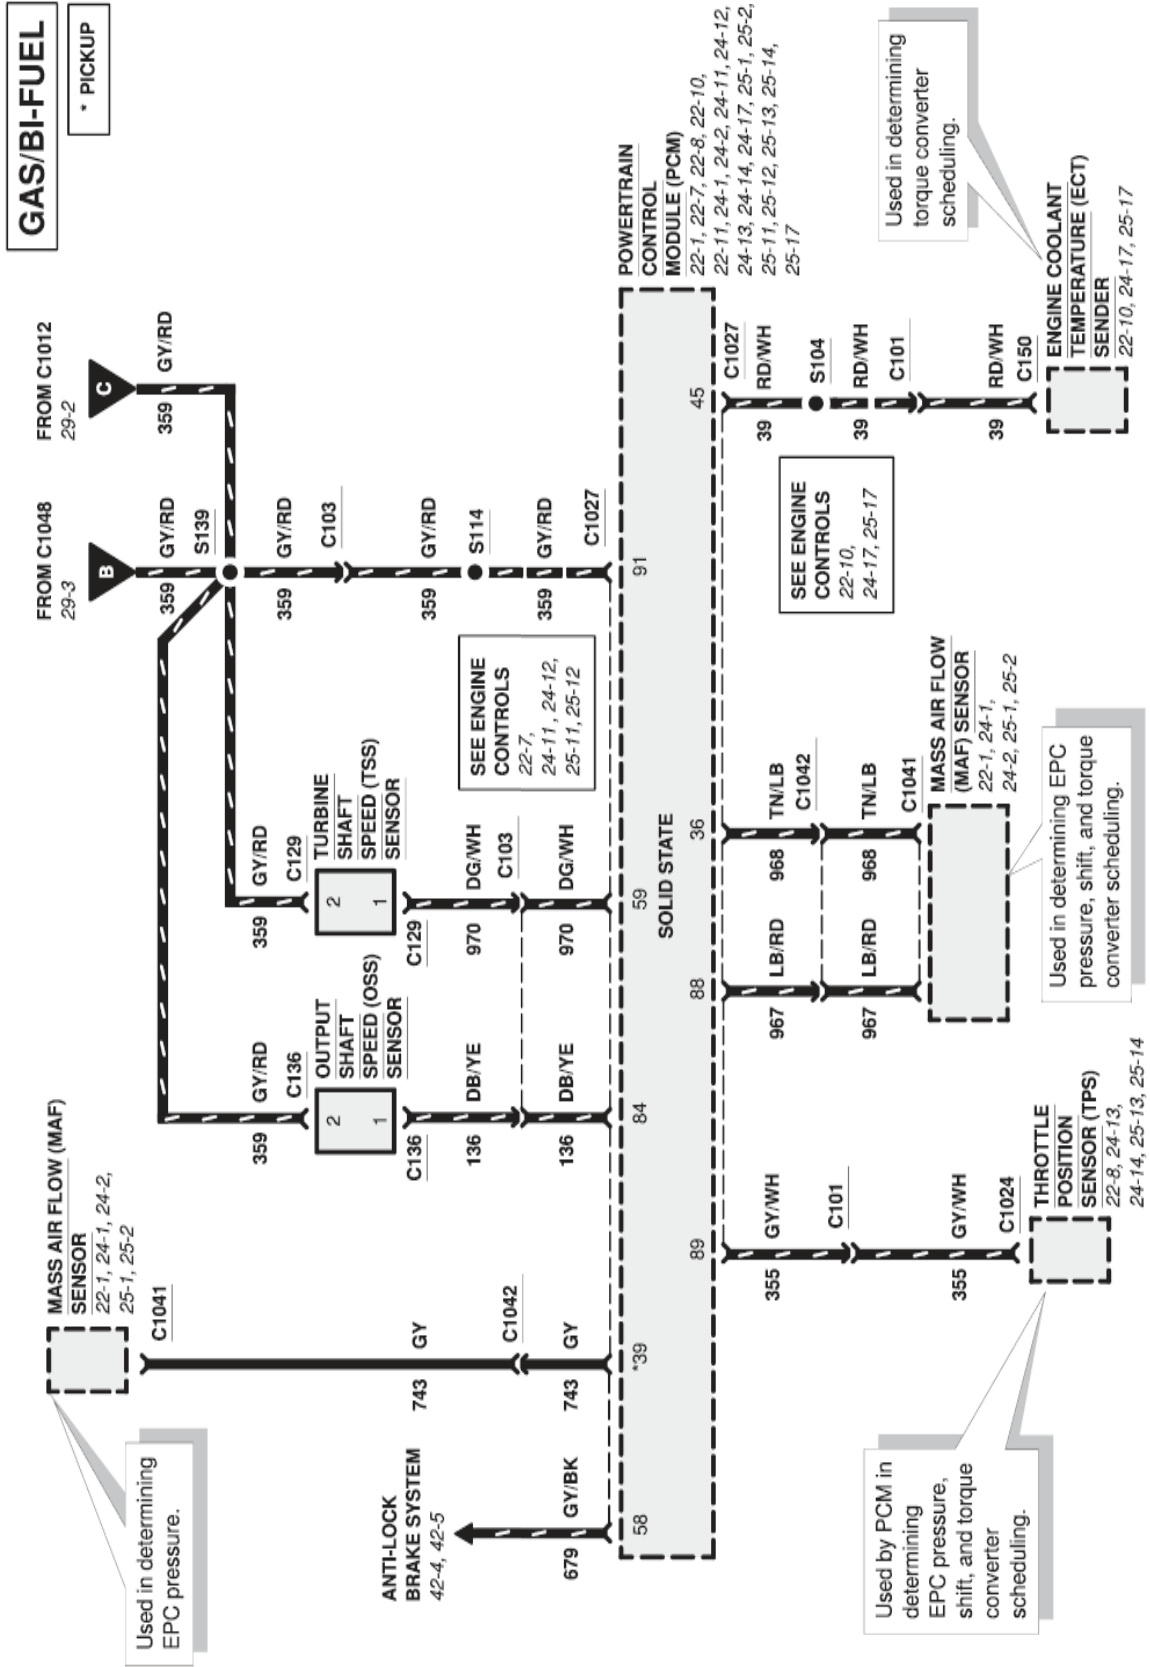 GAS/BI-FUEL
* PICKUP
MASS AIR FLOW (MAF)
SENSOR
22-1, 24-1, 24-2,
25-1, 25-2
C1041
Used in determining
EPC pressure.
743
GY
C1042
743
GY
*39
ANTI-LOCK
BRAKE SYSTEM
42-4, 42-5
679
GY/BK
58
FROM C1048
29-3
B
359
GY/RD
S139
FROM C1012
29-2
C
359
GY/RD
359
GY/RD
C136
2
1
OUTPUT
SHAFT
SPEED (OSS)
SENSOR
C136
136
DB/YE
136
DB/YE
84
359
GY/RD
C129
2
1
TURBINE
SHAFT
SPEED (TSS)
SENSOR
C129
970
DG/WH
C103
970
DG/WH
59
359
GY/RD
C103
359
GY/RD
S114
359
GY/RD
C1027
91
SEE ENGINE
CONTROLS
22-7,
24-11, 24-12,
25-11, 25-12
SOLID STATE
POWERTRAIN
CONTROL
MODULE (PCM)
22-1, 22-7, 22-8, 22-10,
22-11, 24-1, 24-2, 24-11, 24-12,
24-13, 24-14, 24-17, 25-1, 25-2,
25-11, 25-12, 25-13, 25-14,
25-17
89
355
GY/WH
C101
355
GY/WH
C1024
THROTTLE
POSITION
SENSOR (TPS)
22-8, 24-13,
24-14, 25-13, 25-14
Used by PCM in
determining
EPC pressure,
shift, and torque
converter
scheduling.
88
967
LB/RD
967
LB/RD
36
968
TN/LB
C1042
968
TN/LB
C1041
MASS AIR FLOW
(MAF) SENSOR
22-1, 24-1,
24-2, 25-1, 25-2
Used in determining EPC
pressure, shift, and torque
converter scheduling.
45
C1027
39
RD/WH
S104
39
RD/WH
C101
39
RD/WH
C150
SEE ENGINE
CONTROLS
22-10,
24-17, 25-17
ENGINE COOLANT
TEMPERATURE (ECT)
SENDER
22-10, 24-17, 25-17
Used in determining
torque converter
scheduling.